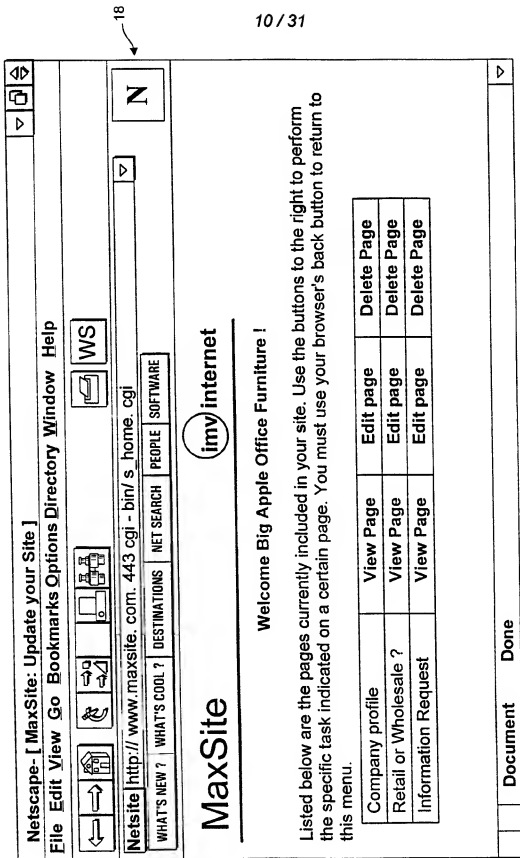 10/31
18
Netscape- [ MaxSite: Update your Site ]
File Edit View Go Bookmarks Options Directory Window Help
WS
Netsite http:// www.maxsite. com. 443 cgi - bin/ s_home. cgi
N
WHAT'S NEW ? WHAT'S COOL ? DESTINATIONS NET SEARCH PEOPLE SOFTWARE
MaxSite
imv internet
Welcome Big Apple Office Furniture !
Listed below are the pages currently included in your site. Use the buttons to the right to perform
the specific task indicated on a certain page. You must use your browser's back button to return to
this menu.
Company profile View Page Edit page Delete Page
Retail or Wholesale ? View Page Edit page Delete Page
Information Request View Page Edit page Delete Page
Document Done